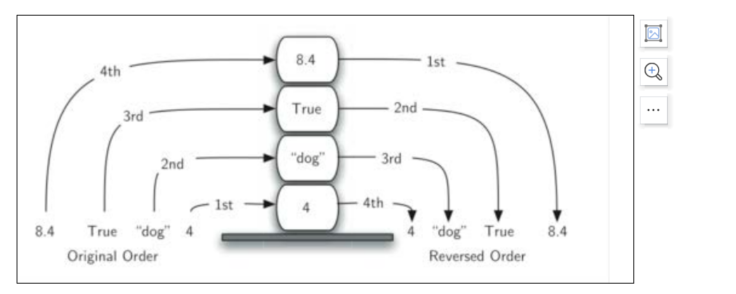 8.4
1st
4th
True
2nd
3rd
"dog"
3rd
2nd
4
4th
1st
8.4 True "dog" 4
4 "dog" True 8.4
Original Order
Reversed Order